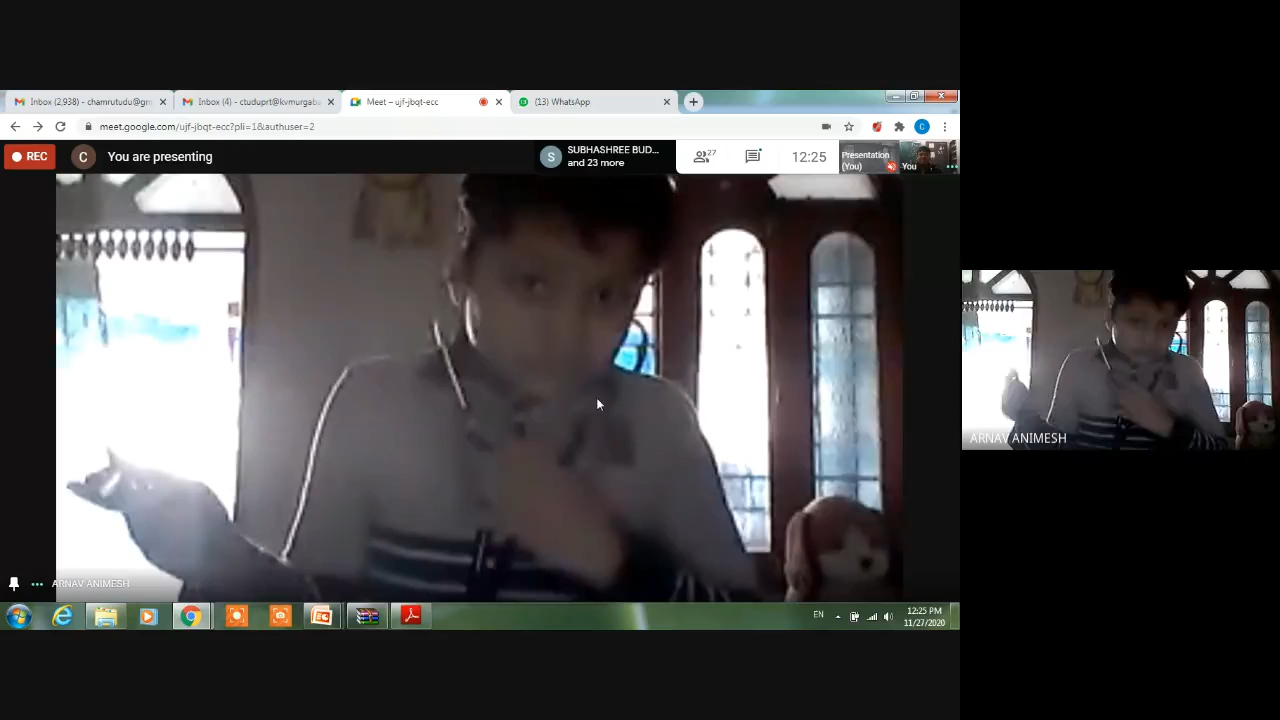 Inbox (2,938) - chamrutudu@gm
Inbox (4) - ctuduprt@kvmurgaba
Meet – ujf-jbqt-ecc
(13) WhatsApp
meet.google.com/ujf-jbqt-ecc?pli=1&authuser=2
REC
C
You are presenting
S
SUBHASHREE BUD...
and 23 more
27
12:25
Presentation
(You)
You
C
ARNAV ANIMESH
ARNAV ANIMESH
EN
12:25 PM
11/27/2020